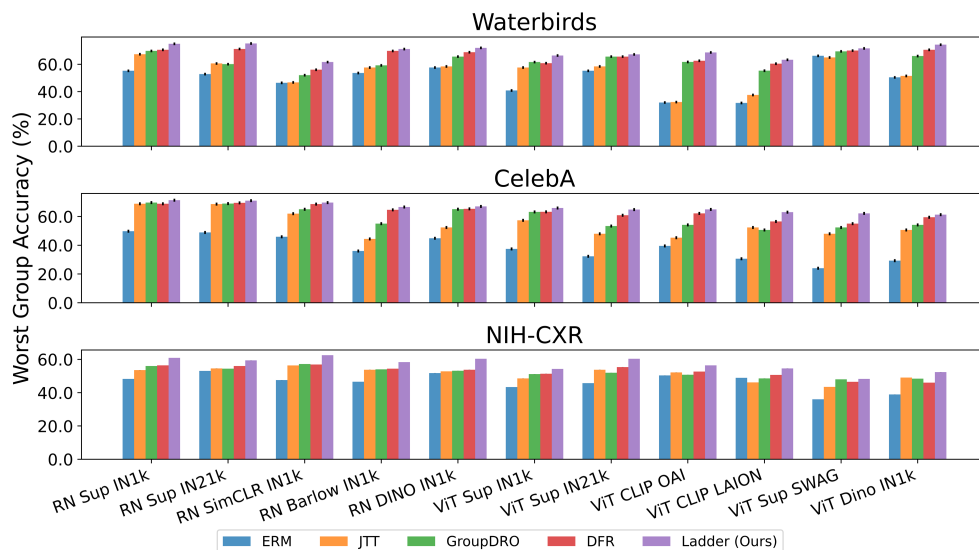 Waterbirds
60.0
40.0
20.0
0.0
CelebA
60.0
40.0
20.0
0.0
Worst Group Accuracy (%)
NIH-CXR
60.0
40.0
20.0
0.0
RN Sup IN1k
RN Sup IN21k
RN SimCLR IN1k
RN Barlow IN1k
RN DINO IN1k
ViT Sup IN1k
ViT Sup IN21k
ViT CLIP OAI
ViT CLIP LAION
ViT Sup SWAG
ViT Dino IN1k
ERM JTT GroupDRO DFR Ladder (Ours)